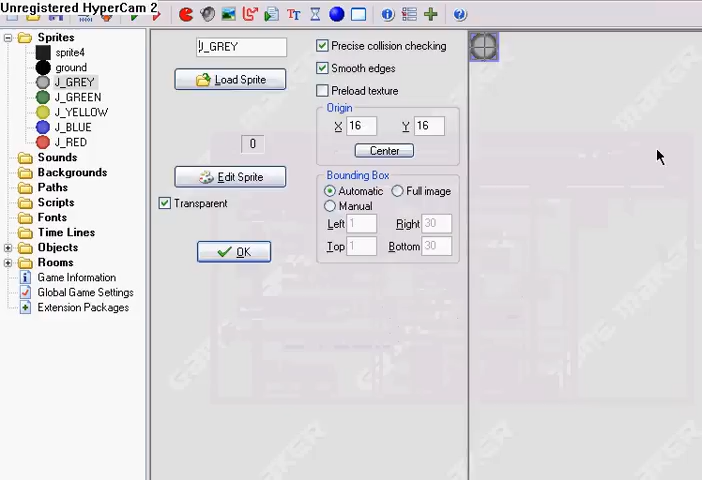 Unregistered HyperCam 2
Sprites
sprite4
ground
J_GREY
J_GREEN
J_YELLOW
J_BLUE
J_RED
Sounds
Backgrounds
Paths
Scripts
Fonts
Time Lines
Objects
Rooms
Game Information
Global Game Settings
Extension Packages
J_GREY
Load Sprite
0
Edit Sprite
Transparent
OK
Precise collision checking
Smooth edges
Preload texture
Origin
X 16 Y 16
Center
Bounding Box
Automatic Full image
Manual
Left 1 Right 30
Top 1 Bottom 30
TT
GAME MAKER